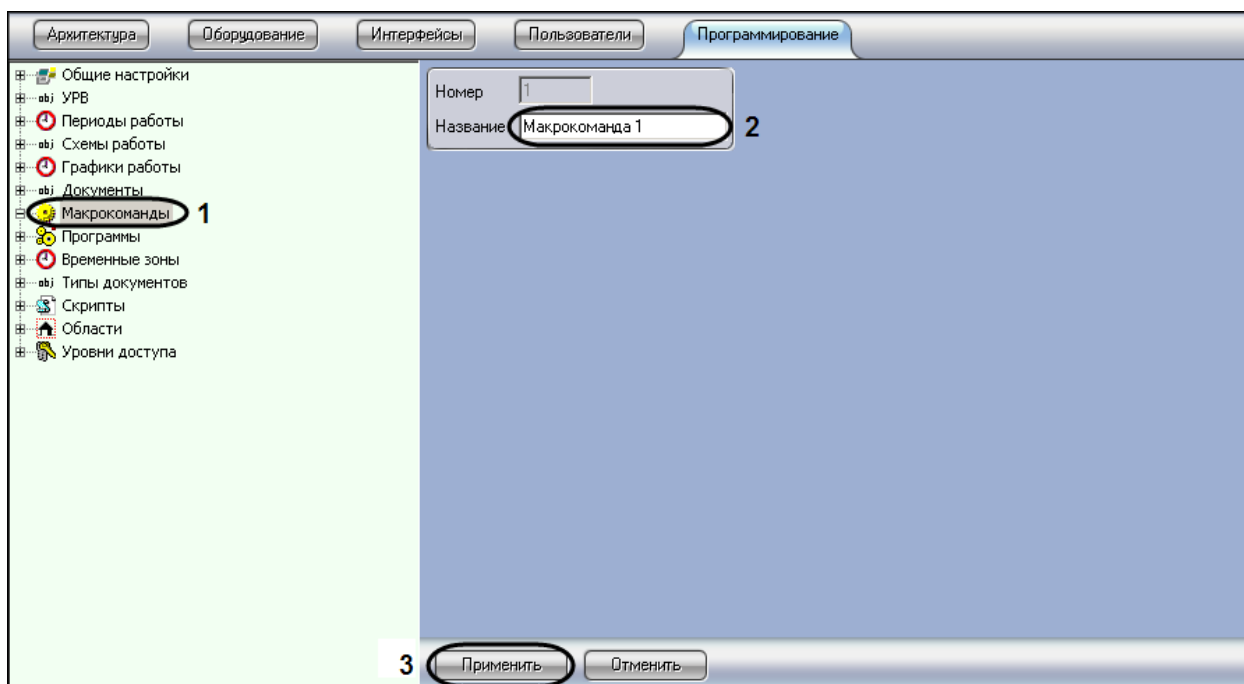 Архитектура Оборудование Интерфейсы Пользователи Программирование
Общие настройки
obj УРВ
Периоды работы
obj Схемы работы
Графики работы
obj Документы
Макрокоманды 1
Программы
Временные зоны
obj Типы документов
Скрипты
Области
Уровни доступа
Номер 1
Название Макрокоманда 1 2
3 Применить Отменить